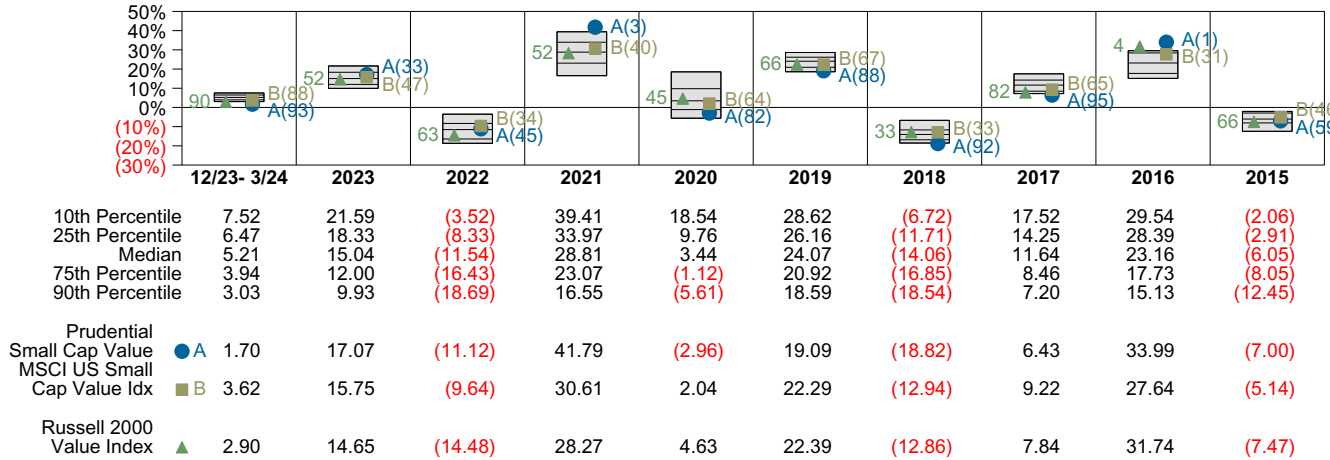 50%
40%
30%
20%
10%
0%
(10%)
(20%)
(30%)
90 B(88) A(93)
52 A(33) B(47)
63 B(34) A(45)
52 A(3) B(40)
45 B(64) A(82)
66 B(67) A(88)
33 B(33) A(92)
82 B(65) A(95)
4 A(1) B(31)
66 B(46 A(59
12/23- 3/24 2023 2022 2021 2020 2019 2018 2017 2016 2015
10th Percentile 7.52 21.59 (3.52) 39.41 18.54 28.62 (6.72) 17.52 29.54 (2.06)
25th Percentile 6.47 18.33 (8.33) 33.97 9.76 26.16 (11.71) 14.25 28.39 (2.91)
Median 5.21 15.04 (11.54) 28.81 3.44 24.07 (14.06) 11.64 23.16 (6.05)
75th Percentile 3.94 12.00 (16.43) 23.07 (1.12) 20.92 (16.85) 8.46 17.73 (8.05)
90th Percentile 3.03 9.93 (18.69) 16.55 (5.61) 18.59 (18.54) 7.20 15.13 (12.45)
Prudential
Small Cap Value A 1.70 17.07 (11.12) 41.79 (2.96) 19.09 (18.82) 6.43 33.99 (7.00)
MSCI US Small
Cap Value Idx B 3.62 15.75 (9.64) 30.61 2.04 22.29 (12.94) 9.22 27.64 (5.14)
Russell 2000
Value Index 2.90 14.65 (14.48) 28.27 4.63 22.39 (12.86) 7.84 31.74 (7.47)